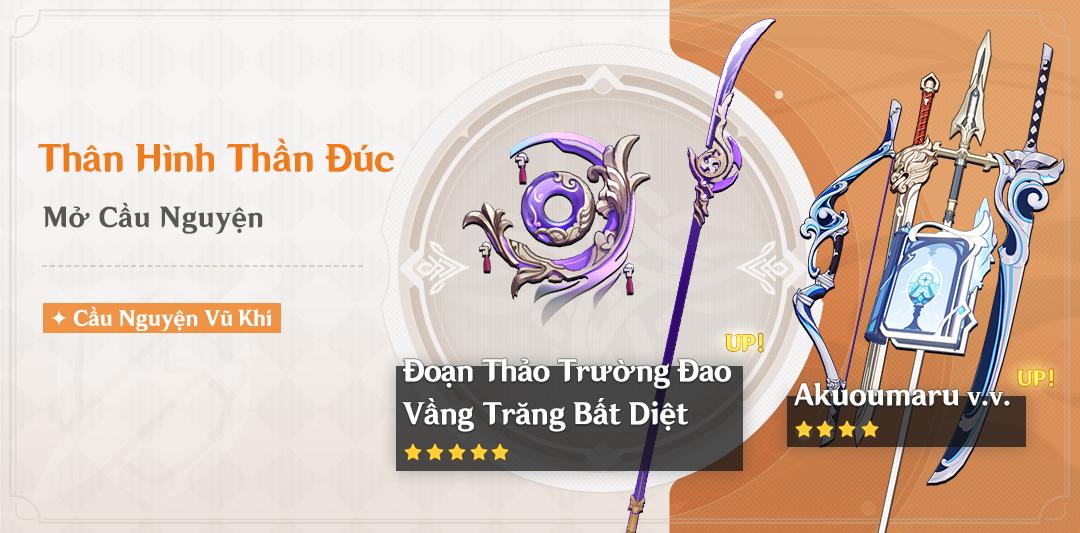 Thân Hình Thần Đúc
Mở Cầu Nguyện
✦ Cầu Nguyện Vũ Khí
UP!
Đoạn Thảo Trường Đao
Vầng Trăng Bất Diệt
UP!
Akuoumaru v.v.